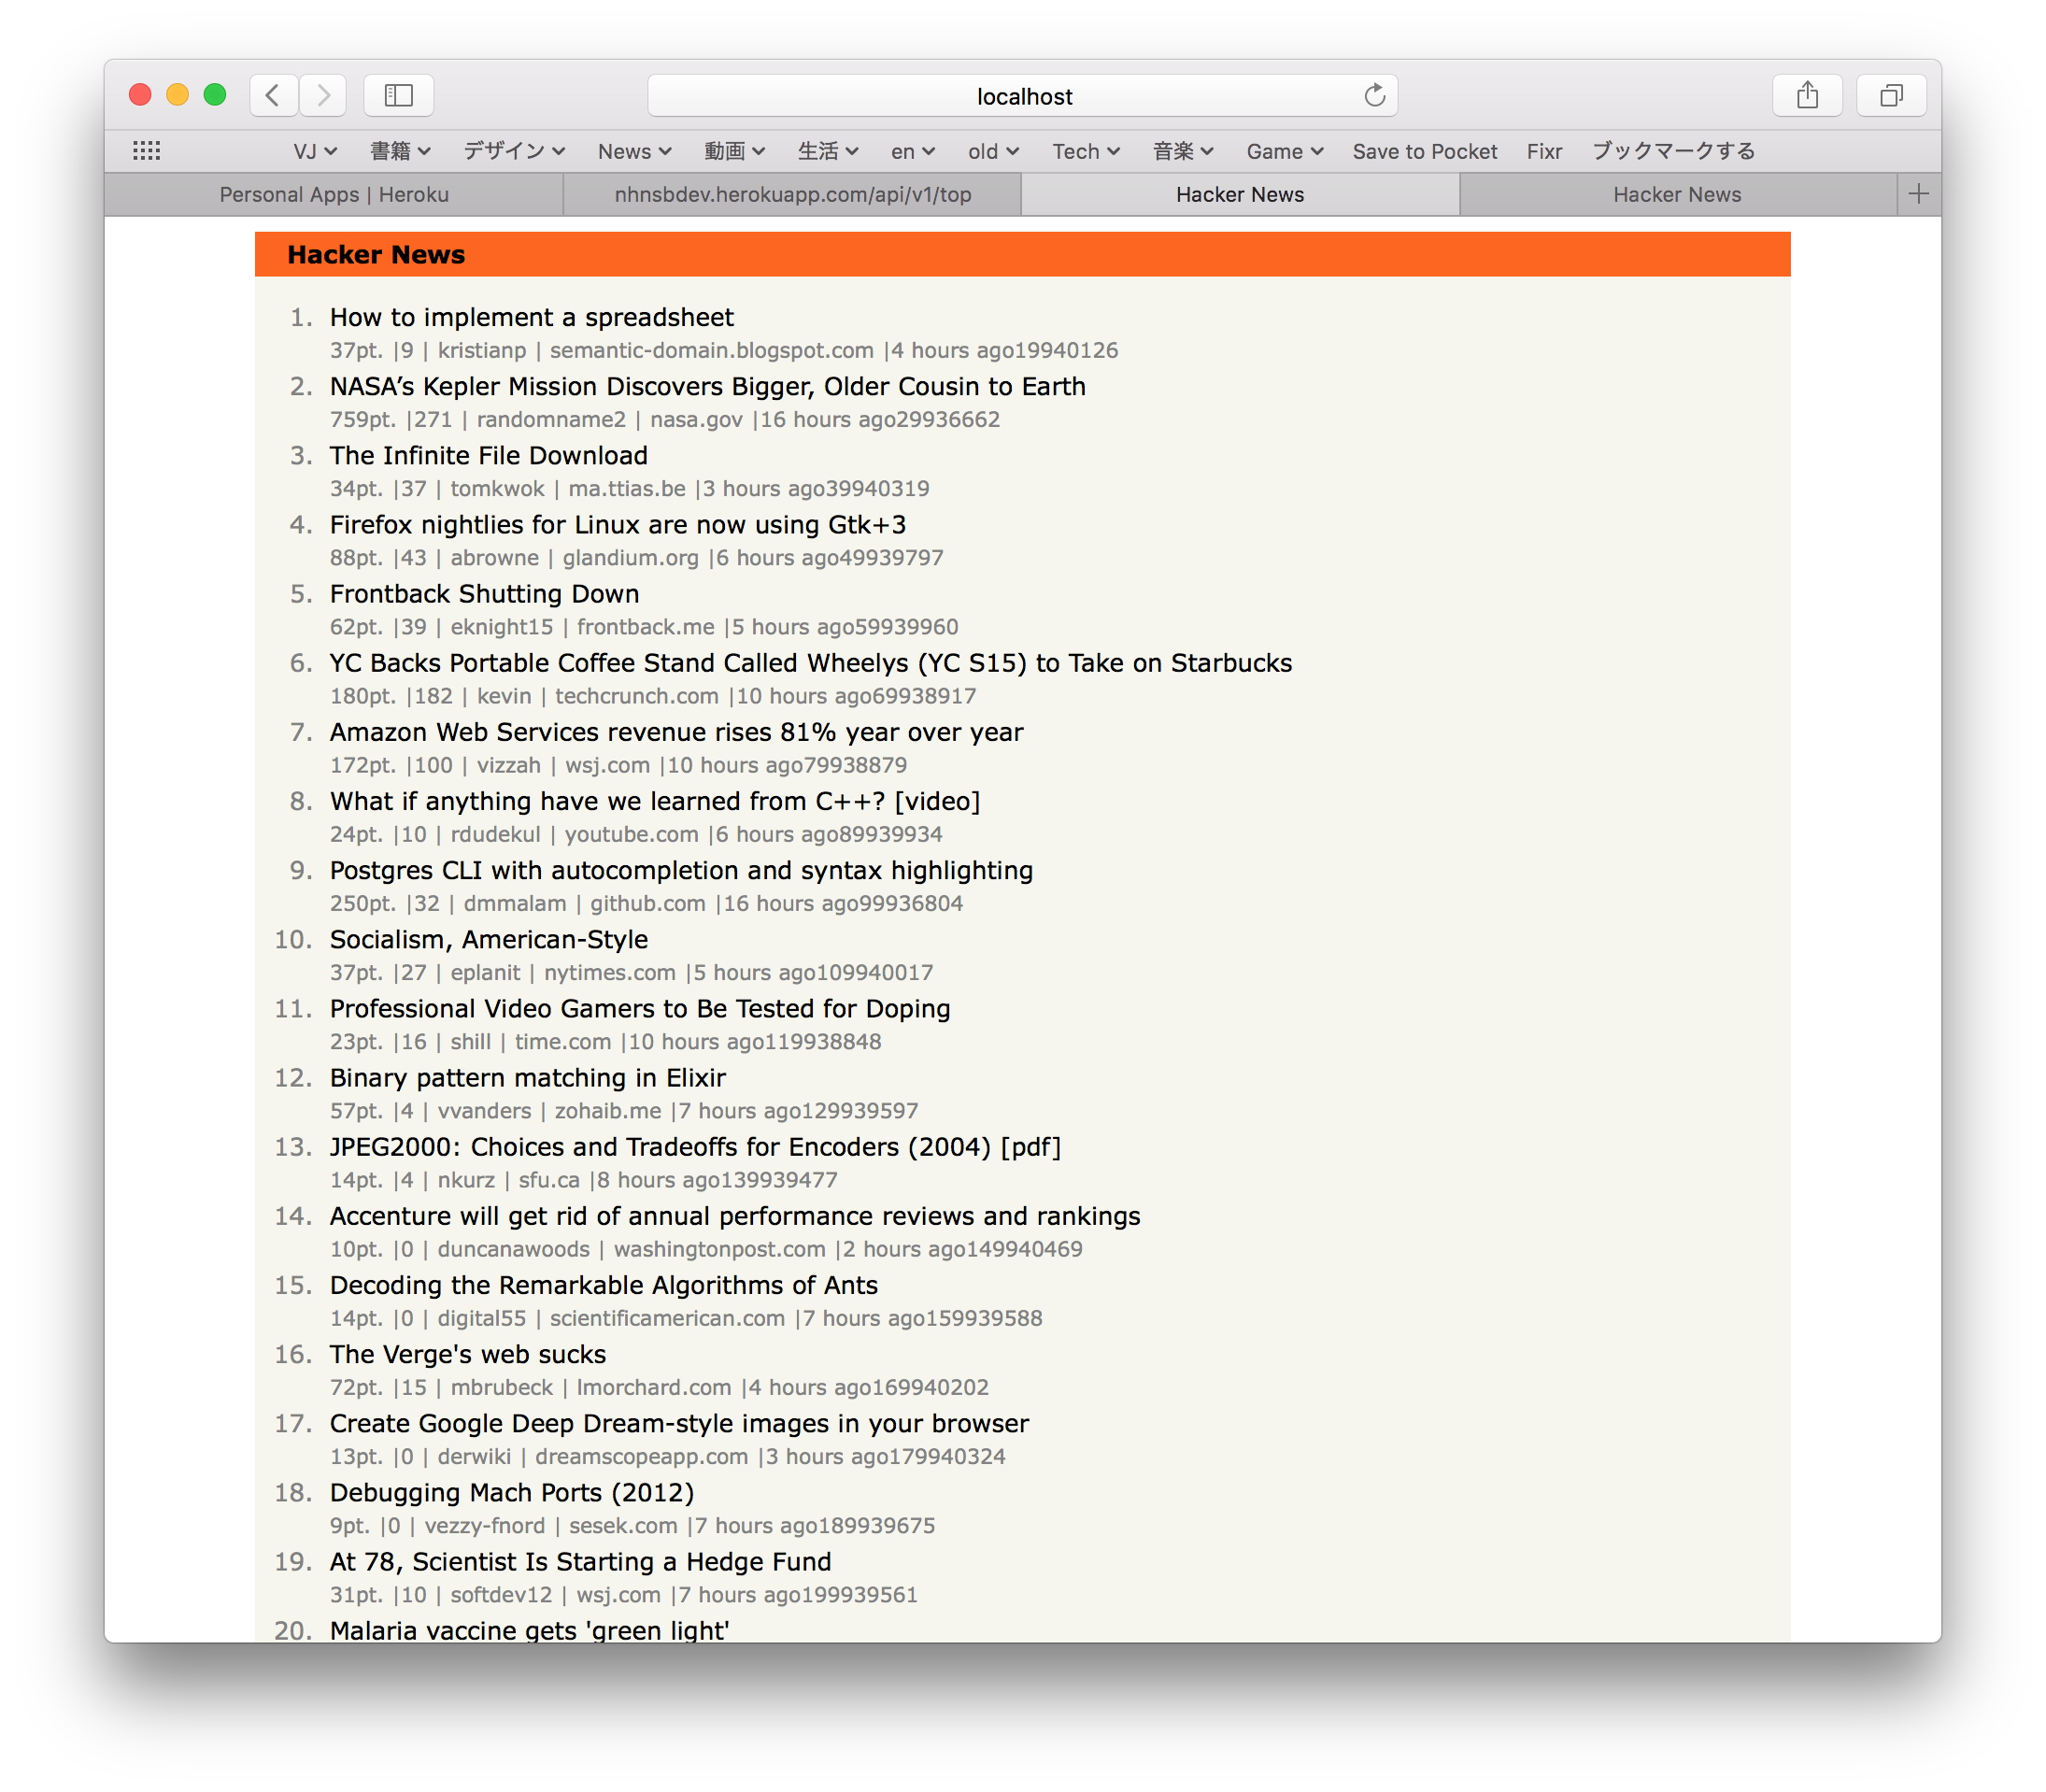 localhost
VJ 書籍 デザイン News 動画 生活 en old Tech 音楽 Game Save to Pocket Fixr ブックマークする
Personal Apps | Heroku nhnsbdev.herokuapp.com/api/v1/top Hacker News Hacker News
Hacker News
1. How to implement a spreadsheet
37pt. |9 | kristianp | semantic-domain.blogspot.com |4 hours ago19940126
2. NASA’s Kepler Mission Discovers Bigger, Older Cousin to Earth
759pt. |271 | randomname2 | nasa.gov |16 hours ago29936662
3. The Infinite File Download
34pt. |37 | tomkwok | ma.ttias.be |3 hours ago39940319
4. Firefox nightlies for Linux are now using Gtk+3
88pt. |43 | abrowne | glandium.org |6 hours ago49939797
5. Frontback Shutting Down
62pt. |39 | eknight15 | frontback.me |5 hours ago59939960
6. YC Backs Portable Coffee Stand Called Wheelys (YC S15) to Take on Starbucks
180pt. |182 | kevin | techcrunch.com |10 hours ago69938917
7. Amazon Web Services revenue rises 81% year over year
172pt. |100 | vizzah | wsj.com |10 hours ago79938879
8. What if anything have we learned from C++? [video]
24pt. |10 | rdudekul | youtube.com |6 hours ago89939934
9. Postgres CLI with autocompletion and syntax highlighting
250pt. |32 | dmmalam | github.com |16 hours ago99936804
10. Socialism, American-Style
37pt. |27 | eplanit | nytimes.com |5 hours ago109940017
11. Professional Video Gamers to Be Tested for Doping
23pt. |16 | shill | time.com |10 hours ago119938848
12. Binary pattern matching in Elixir
57pt. |4 | vvanders | zohaib.me |7 hours ago129939597
13. JPEG2000: Choices and Tradeoffs for Encoders (2004) [pdf]
14pt. |4 | nkurz | sfu.ca |8 hours ago139939477
14. Accenture will get rid of annual performance reviews and rankings
10pt. |0 | duncanawoods | washingtonpost.com |2 hours ago149940469
15. Decoding the Remarkable Algorithms of Ants
14pt. |0 | digital55 | scientificamerican.com |7 hours ago159939588
16. The Verge's web sucks
72pt. |15 | mbrubeck | lmorchard.com |4 hours ago169940202
17. Create Google Deep Dream-style images in your browser
13pt. |0 | derwiki | dreamscopeapp.com |3 hours ago179940324
18. Debugging Mach Ports (2012)
9pt. |0 | vezzy-fnord | sesek.com |7 hours ago189939675
19. At 78, Scientist Is Starting a Hedge Fund
31pt. |10 | softdev12 | wsj.com |7 hours ago199939561
20. Malaria vaccine gets 'green light'